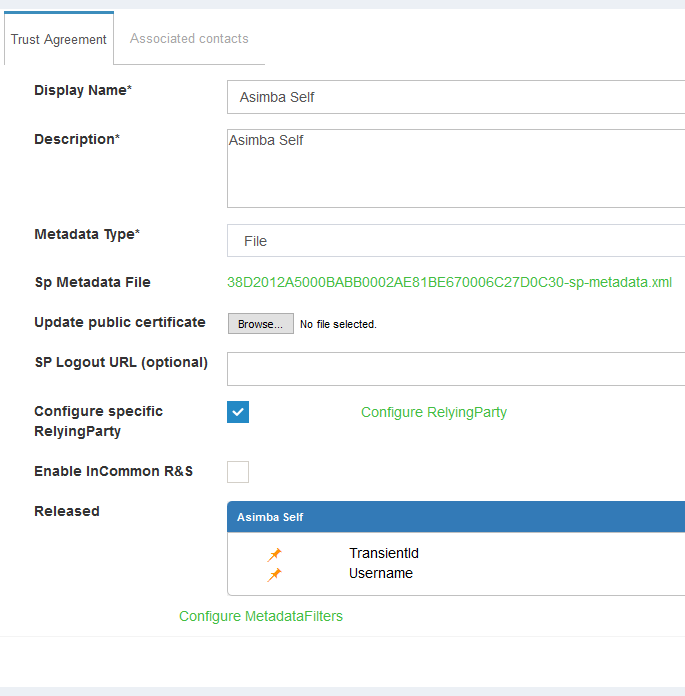 Trust Agreement
Associated contacts
Display Name*
Asimba Self
Description*
Asimba Self
Metadata Type*
File
Sp Metadata File
38D2012A5000BABB0002AE81BE670006C27D0C30-sp-metadata.xml
Update public certificate
Browse... No file selected.
SP Logout URL (optional)
Configure specific
RelyingParty
Configure RelyingParty
Enable InCommon R&S
Released
Asimba Self
TransientId
Username
Configure MetadataFilters